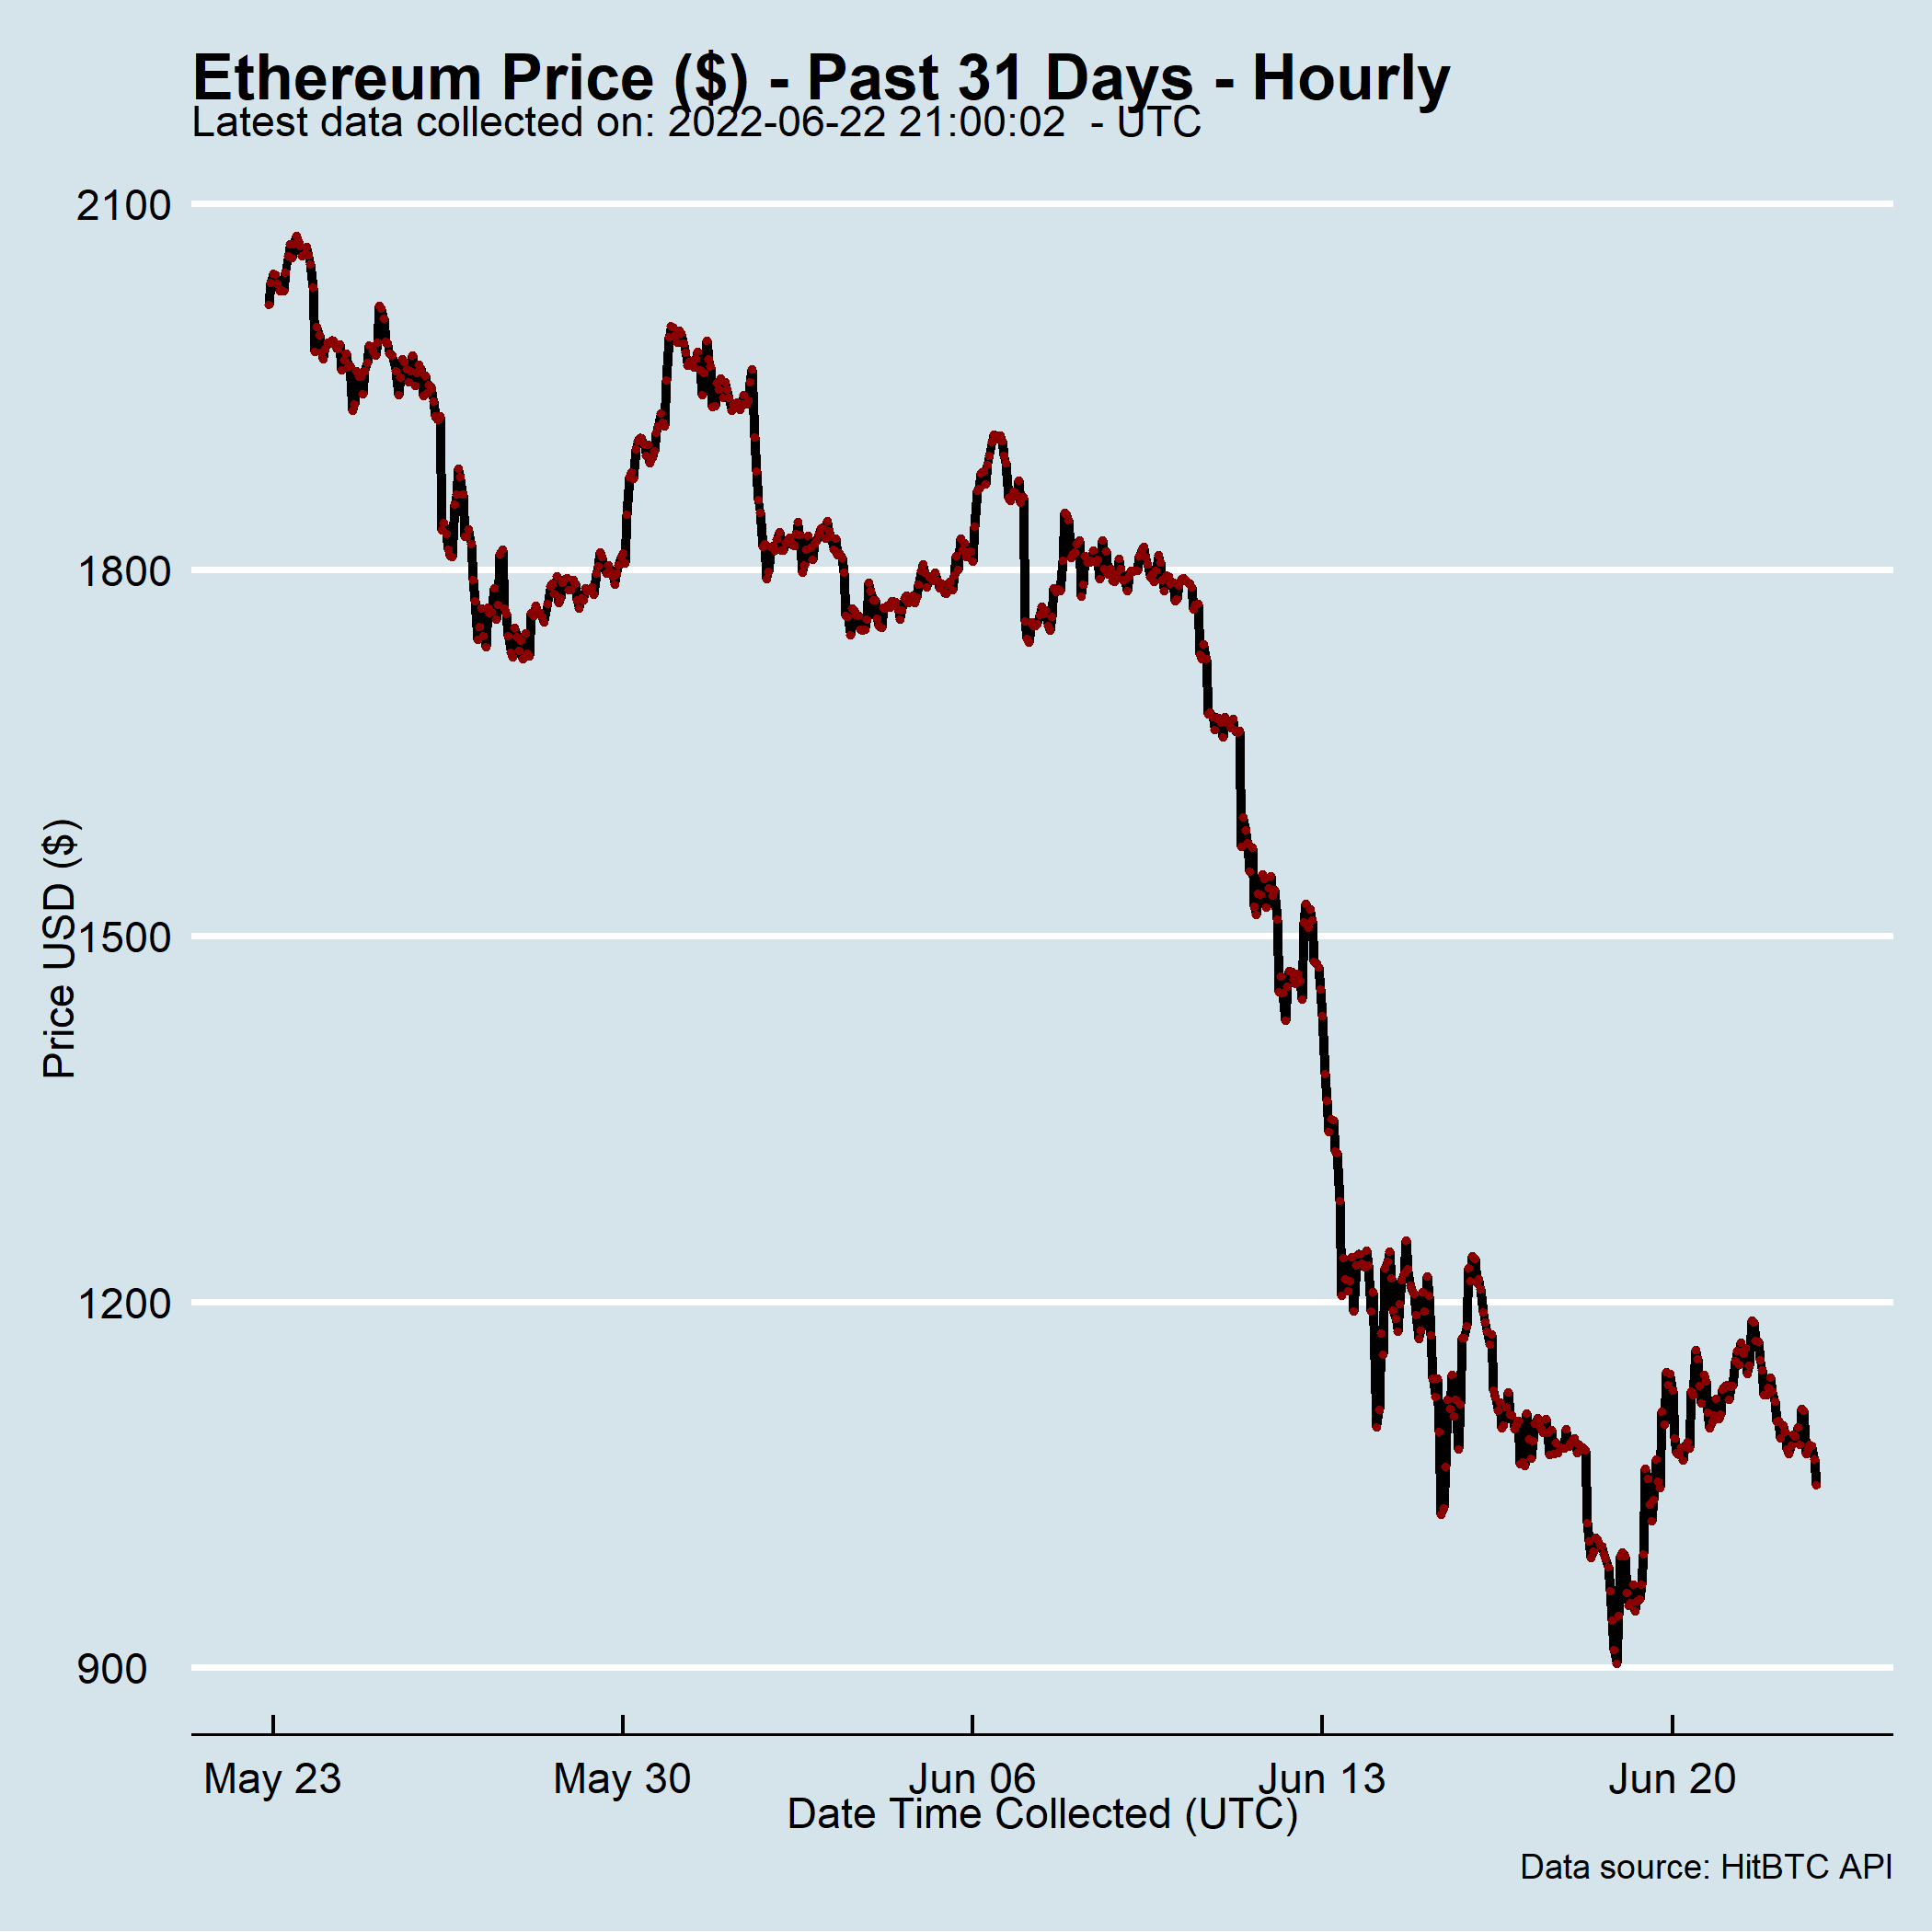 Ethereum Price ($) - Past 31 Days - Hourly
Latest data collected on: 2022-06-22 21:00:02  - UTC
2100
1800
1500
1200
900
Price USD ($)
May 23
May 30
Jun 06
Jun 13
Jun 20
Date Time Collected (UTC)
Data source: HitBTC API